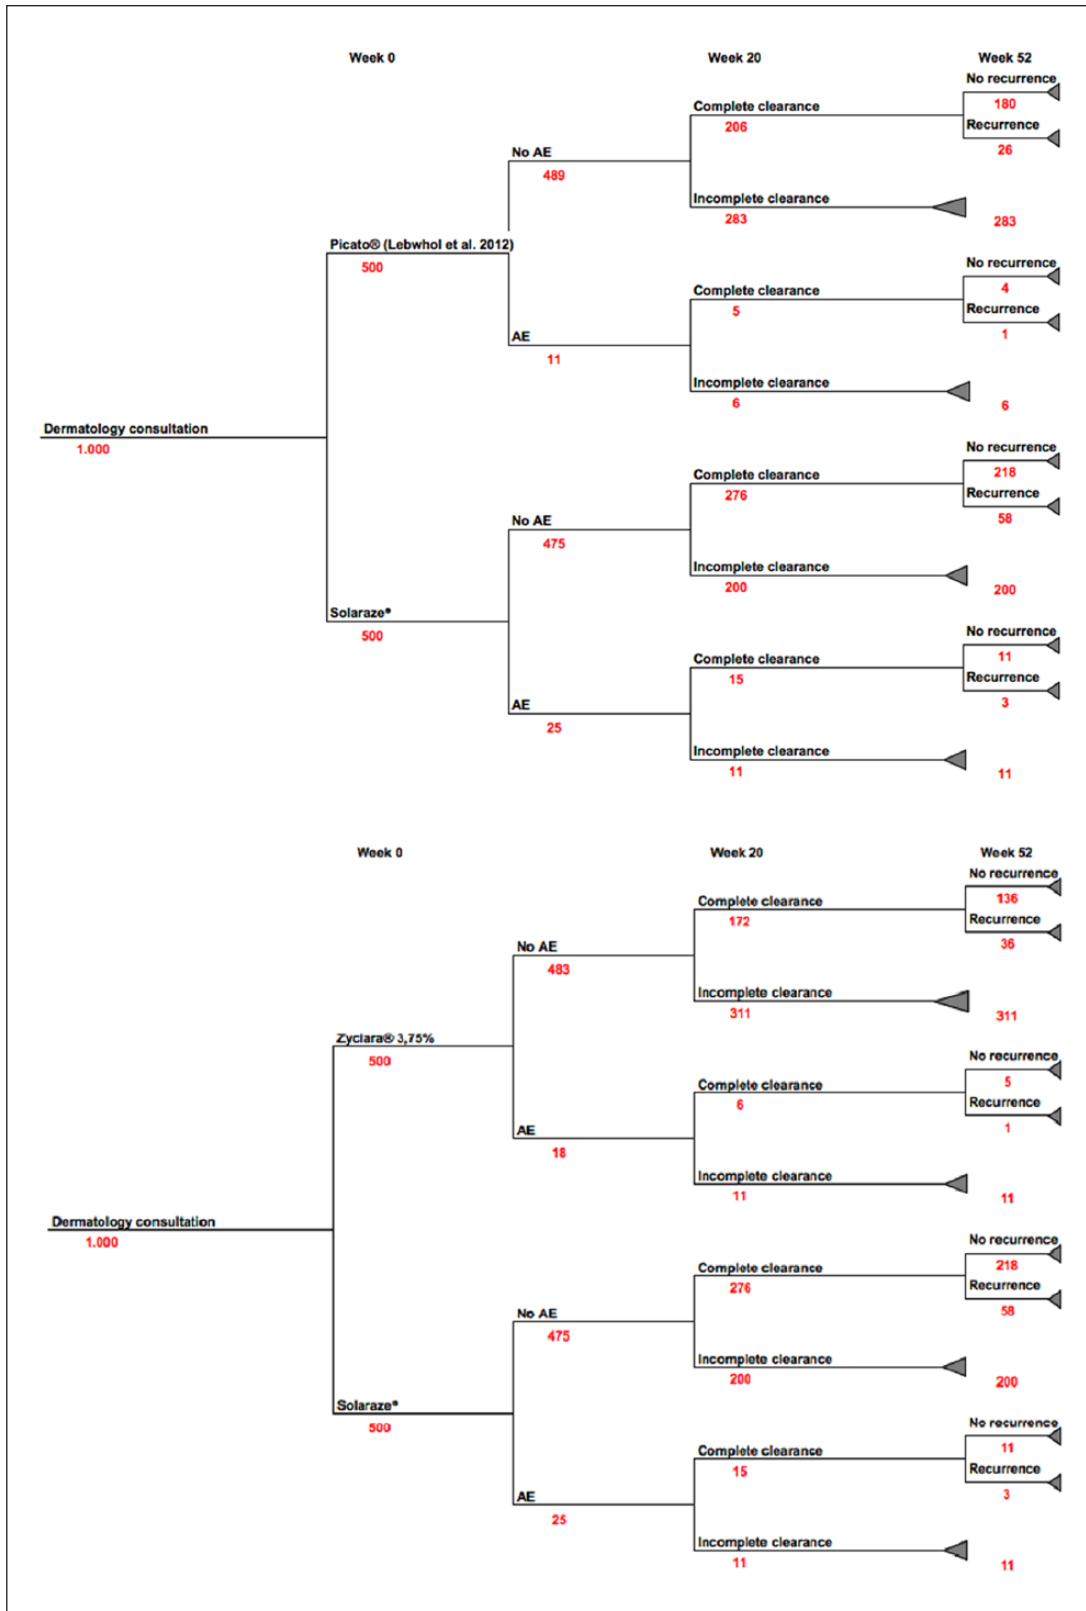 Week 0 Week 20 Week 52
No recurrence
180
Complete clearance
206
Recurrence
26
No AE
489
Incomplete clearance
283
283
Picato® (Lebwhol et al. 2012)
500
No recurrence
4
Complete clearance
5
Recurrence
1
AE
11
Incomplete clearance
6
6
Dermatology consultation
1.000
No recurrence
218
Complete clearance
276
Recurrence
58
No AE
475
Incomplete clearance
200
200
Solaraze®
500
No recurrence
11
Complete clearance
15
Recurrence
3
AE
25
Incomplete clearance
11
11
Week 0 Week 20 Week 52
No recurrence
136
Complete clearance
172
Recurrence
36
No AE
483
Incomplete clearance
311
311
Zyclara® 3,75%
500
No recurrence
5
Complete clearance
6
Recurrence
1
AE
18
Incomplete clearance
11
11
Dermatology consultation
1.000
No recurrence
218
Complete clearance
276
Recurrence
58
No AE
475
Incomplete clearance
200
200
Solaraze®
500
No recurrence
11
Complete clearance
15
Recurrence
3
AE
25
Incomplete clearance
11
11